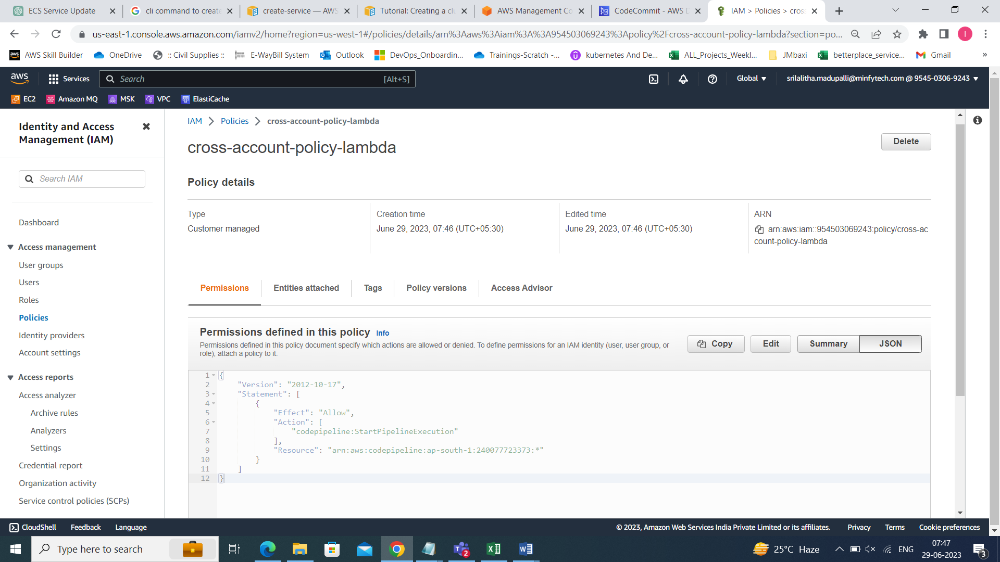 ECS Service Update
cli command to create
create-service — AWS
Tutorial: Creating a clu
AWS Management Co
CodeCommit - AWS D
IAM > Policies > cros
us-east-1.console.aws.amazon.com/iamv2/home?region=us-west-1#/policies/details/arn%3Aaws%3Aiam%3A%3A954503069243%3Apolicy%2Fcross-account-policy-lambda?section=po...
I
AWS Skill Builder
OneDrive
:: Civil Supplies ::
E-WayBill System
Outlook
DevOps_Onboardin...
Trainings-Scratch -...
kubernetes And De...
ALL_Projects_Weekl...
JMbaxi
betterplace_service...
Gmail
»
aws
Services
Search
[Alt+S]
Global
srilalitha.madupalli@minfytech.com @ 9545-0306-9243
EC2
Amazon MQ
MSK
VPC
ElastiCache
Identity and Access
Management (IAM)
Search IAM
Dashboard
Access management
User groups
Users
Roles
Policies
Identity providers
Account settings
Access reports
Access analyzer
Archive rules
Analyzers
Settings
Credential report
Organization activity
Service control policies (SCPs)
IAM > Policies > cross-account-policy-lambda
cross-account-policy-lambda
Delete
Policy details
Type
Customer managed
Creation time
June 29, 2023, 07:46 (UTC+05:30)
Edited time
June 29, 2023, 07:46 (UTC+05:30)
ARN
arn:aws:iam::954503069243:policy/cross-ac
count-policy-lambda
Permissions
Entities attached
Tags
Policy versions
Access Advisor
Permissions defined in this policy Info
Permissions defined in this policy document specify which actions are allowed or denied. To define permissions for an IAM identity (user, user group, or
role), attach a policy to it.
Copy
Edit
Summary
JSON
1 {
2 "Version": "2012-10-17",
3 "Statement": [
4 {
5 "Effect": "Allow",
6 "Action": [
7 "codepipeline:StartPipelineExecution"
8 ],
9 "Resource": "arn:aws:codepipeline:ap-south-1:240077723373:*"
10 }
11 ]
12 }
CloudShell
Feedback
Language
© 2023, Amazon Web Services India Private Limited or its affiliates.
Privacy
Terms
Cookie preferences
Type here to search
2
25°C Haze
ENG
07:47
29-06-2023
3